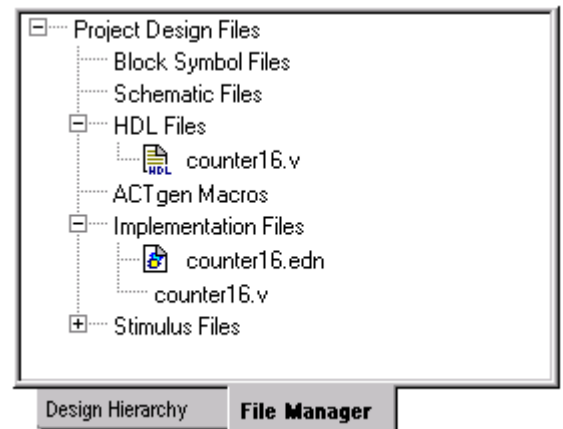 Project Design Files
Block Symbol Files
Schematic Files
HDL Files
HDL counter16.v
ACTgen Macros
Implementation Files
counter16.edn
counter16.v
Stimulus Files
Design Hierarchy File Manager